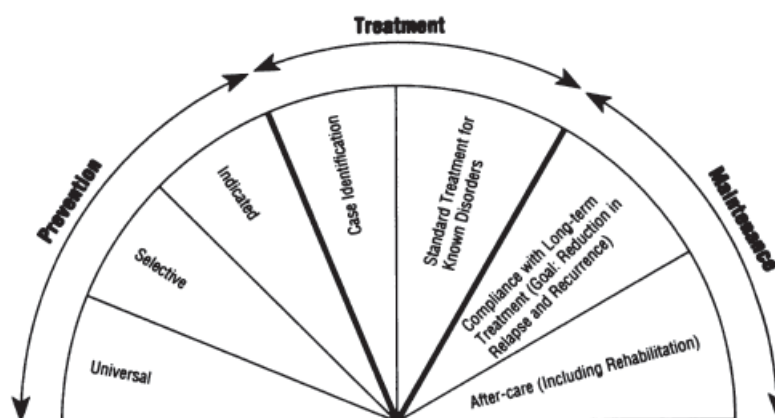 Treatment
Prevention
Maintenance
Universal
Selective
Indicated
Case Identification
Standard Treatment for
Known Disorders
Compliance with Long-term
Treatment (Goal: Reduction in
Relapse and Recurrence)
After-care (Including Rehabilitation)